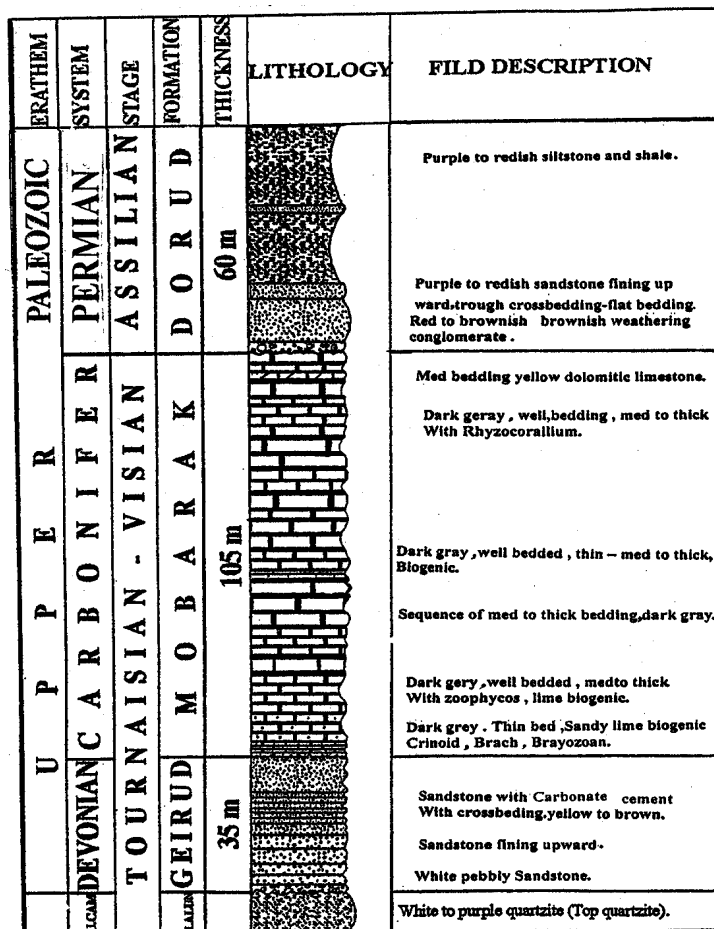 ERATHEM
SYSTEM
STAGE
FORMATION
THICKNESS
LITHOLOGY
FILD DESCRIPTION
UPPER PALEOZOIC
PERMIAN
ASSILIAN
DORUD
60 m
Purple to redish siltstone and shale.
Purple to redish sandstone fining up
ward,trough crossbedding-flat bedding.
Red to brownish brownish weathering
conglomerate .
CARBONIFER
TOURNAISIAN - VISIAN
MOBARAK
105 m
Med bedding yellow dolomitic limestone.
Dark geray , well,bedding , med to thick
With Rhyzocorallium.
Dark gray ,well bedded , thin – med to thick,
Biogenic.
Sequence of med to thick bedding,dark gray.
Dark gery ,well bedded , medto thick
With zoophycos , lime biogenic.
Dark grey . Thin bed ,Sandy lime biogenic
Crinoid , Brach , Brayozoan.
DEVONIAN
GEIRUD
35 m
Sandstone with Carbonate cement
With crossbeding.yellow to brown.
Sandstone fining upward.
White pebbly Sandstone.
LCAM
LALUN
White to purple quartzite (Top quartzite).